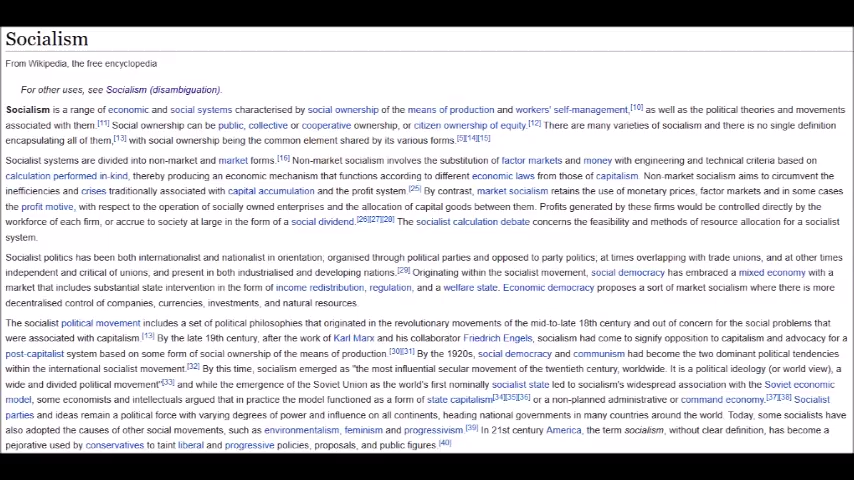 Socialism
From Wikipedia, the free encyclopedia
For other uses, see Socialism (disambiguation).
Socialism is a range of economic and social systems characterised by social ownership of the means of production and workers' self-management,[10] as well as the political theories and movements
associated with them.[11] Social ownership can be public, collective or cooperative ownership, or citizen ownership of equity.[12] There are many varieties of socialism and there is no single definition
encapsulating all of them,[13] with social ownership being the common element shared by its various forms.[5][14][15]
Socialist systems are divided into non-market and market forms.[16] Non-market socialism involves the substitution of factor markets and money with engineering and technical criteria based on
calculation performed in-kind, thereby producing an economic mechanism that functions according to different economic laws from those of capitalism. Non-market socialism aims to circumvent the
inefficiencies and crises traditionally associated with capital accumulation and the profit system.[25] By contrast, market socialism retains the use of monetary prices, factor markets and in some cases
the profit motive, with respect to the operation of socially owned enterprises and the allocation of capital goods between them. Profits generated by these firms would be controlled directly by the
workforce of each firm, or accrue to society at large in the form of a social dividend.[26][27][28] The socialist calculation debate concerns the feasibility and methods of resource allocation for a socialist
system.
Socialist politics has been both internationalist and nationalist in orientation; organised through political parties and opposed to party politics; at times overlapping with trade unions, and at other times
independent and critical of unions; and present in both industrialised and developing nations.[29] Originating within the socialist movement, social democracy has embraced a mixed economy with a
market that includes substantial state intervention in the form of income redistribution, regulation, and a welfare state. Economic democracy proposes a sort of market socialism where there is more
decentralised control of companies, currencies, investments, and natural resources.
The socialist political movement includes a set of political philosophies that originated in the revolutionary movements of the mid-to-late 18th century and out of concern for the social problems that
were associated with capitalism.[13] By the late 19th century, after the work of Karl Marx and his collaborator Friedrich Engels, socialism had come to signify opposition to capitalism and advocacy for a
post-capitalist system based on some form of social ownership of the means of production.[30][31] By the 1920s, social democracy and communism had become the two dominant political tendencies
within the international socialist movement.[32] By this time, socialism emerged as "the most influential secular movement of the twentieth century, worldwide. It is a political ideology (or world view), a
wide and divided political movement"[33] and while the emergence of the Soviet Union as the world's first nominally socialist state led to socialism's widespread association with the Soviet economic
model, some economists and intellectuals argued that in practice the model functioned as a form of state capitalism[34][35][36] or a non-planned administrative or command economy.[37][38] Socialist
parties and ideas remain a political force with varying degrees of power and influence on all continents, heading national governments in many countries around the world. Today, some socialists have
also adopted the causes of other social movements, such as environmentalism, feminism and progressivism.[39] In 21st century America, the term socialism, without clear definition, has become a
pejorative used by conservatives to taint liberal and progressive policies, proposals, and public figures.[40]